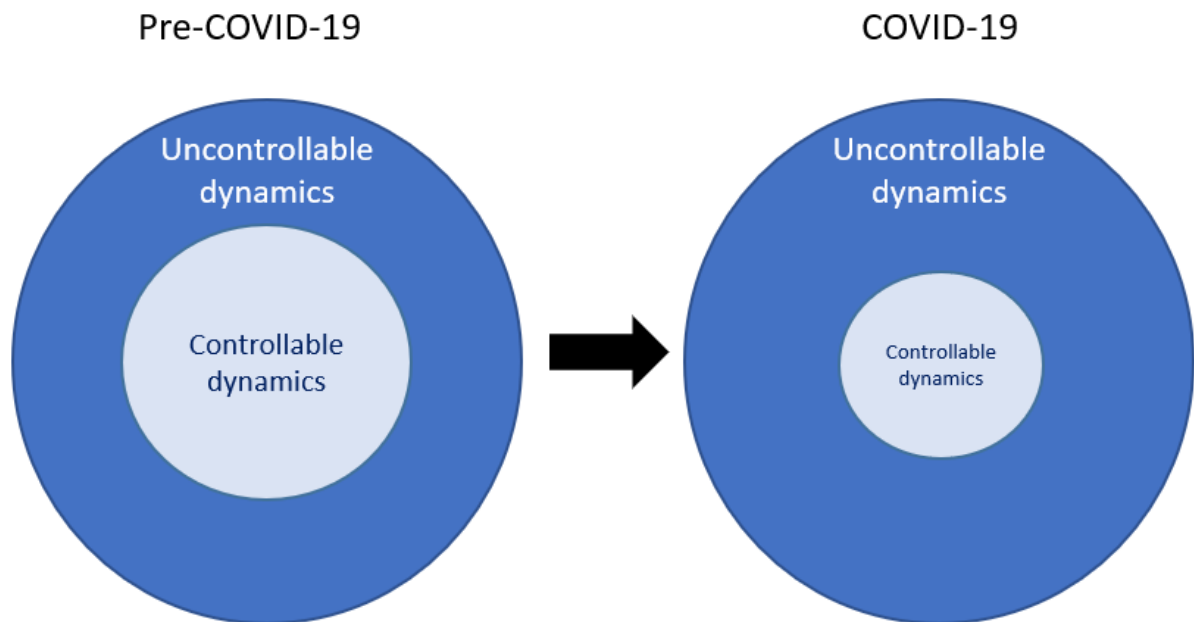 Pre-COVID-19
COVID-19
Uncontrollable
dynamics
Controllable
dynamics
Uncontrollable
dynamics
Controllable
dynamics